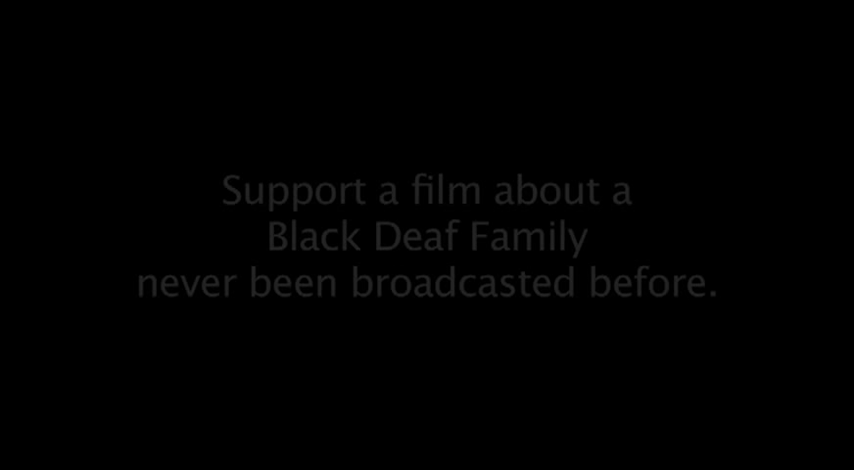 Support a film about a
Black Deaf Family
never been broadcasted before.